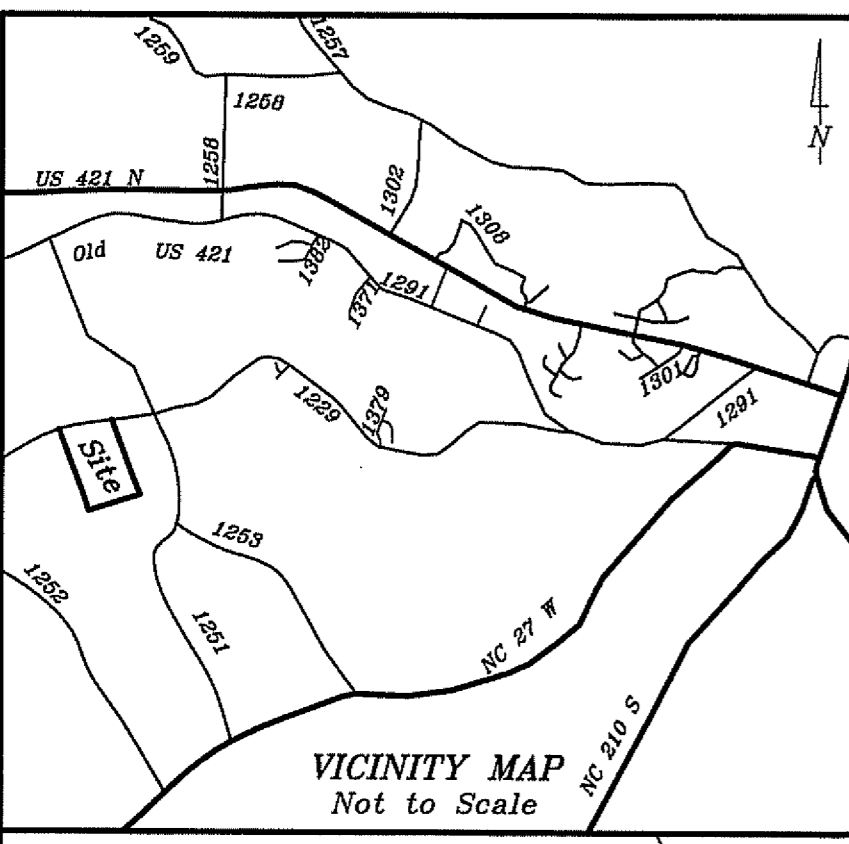 1259
1257
1258
1258
N
US 421 N
1302
1308
Old US 421
1382
1371
1291
1301
1291
1229
1379
Site
1253
1252
1251
NC 27 W
NC 210 S
VICINITY MAP
Not to Scale